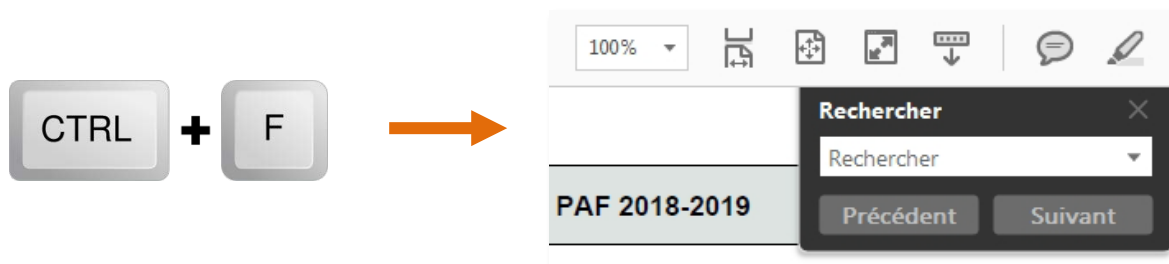 100%
CTRL + F
Rechercher
Rechercher
PAF 2018-2019
Précédent Suivant